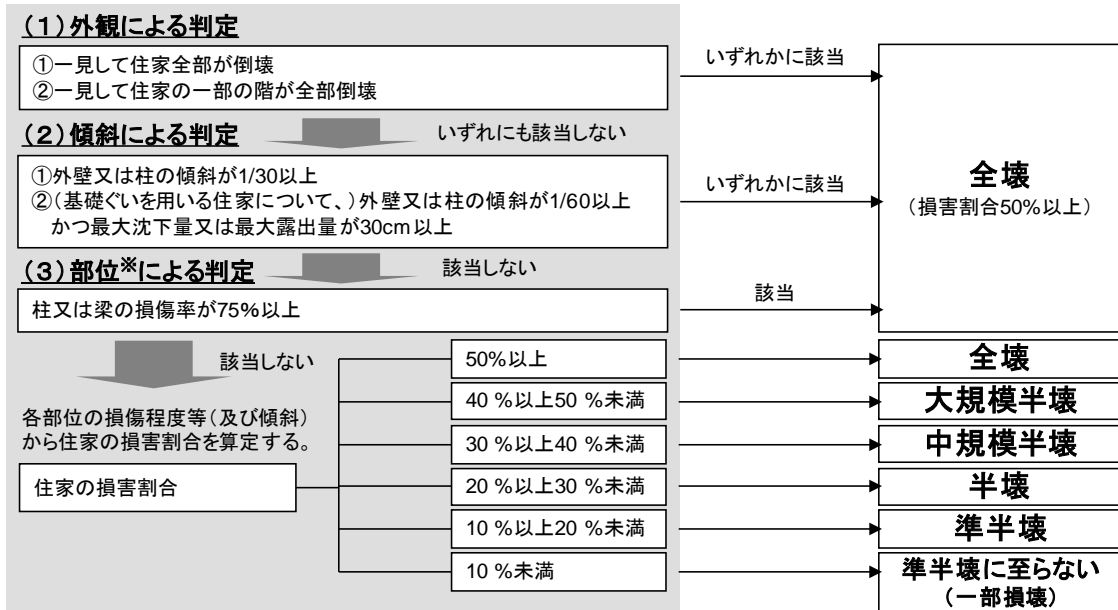 (1)外観による判定
①一見して住家全部が倒壊
②一見して住家の一部の階が全部倒壊
いずれかに該当
全壊
(損害割合50%以上)
(2)傾斜による判定
いずれにも該当しない
①外壁又は柱の傾斜が1/30以上
②(基礎ぐいを用いる住家について、)外壁又は柱の傾斜が1/60以上
かつ最大沈下量又は最大露出量が30cm以上
いずれかに該当
(3)部位※による判定
該当しない
柱又は梁の損傷率が75%以上
該当
該当しない
各部位の損傷程度等(及び傾斜)
から住家の損害割合を算定する。
住家の損害割合
50%以上
全壊
40 %以上50 %未満
大規模半壊
30 %以上40 %未満
中規模半壊
20 %以上30 %未満
半壊
10 %以上20 %未満
準半壊
10 %未満
準半壊に至らない
(一部損壊)